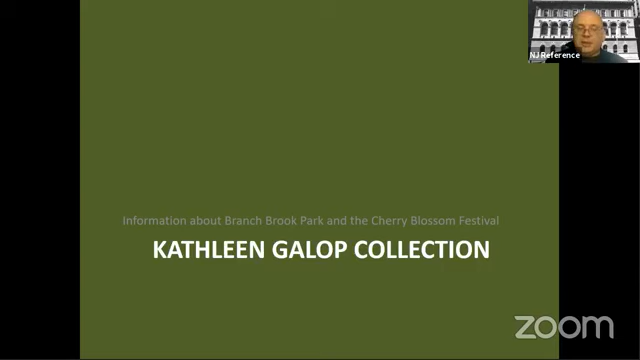 NJ Reference
Information about Branch Brook Park and the Cherry Blossom Festival
KATHLEEN GALOP COLLECTION
zoom